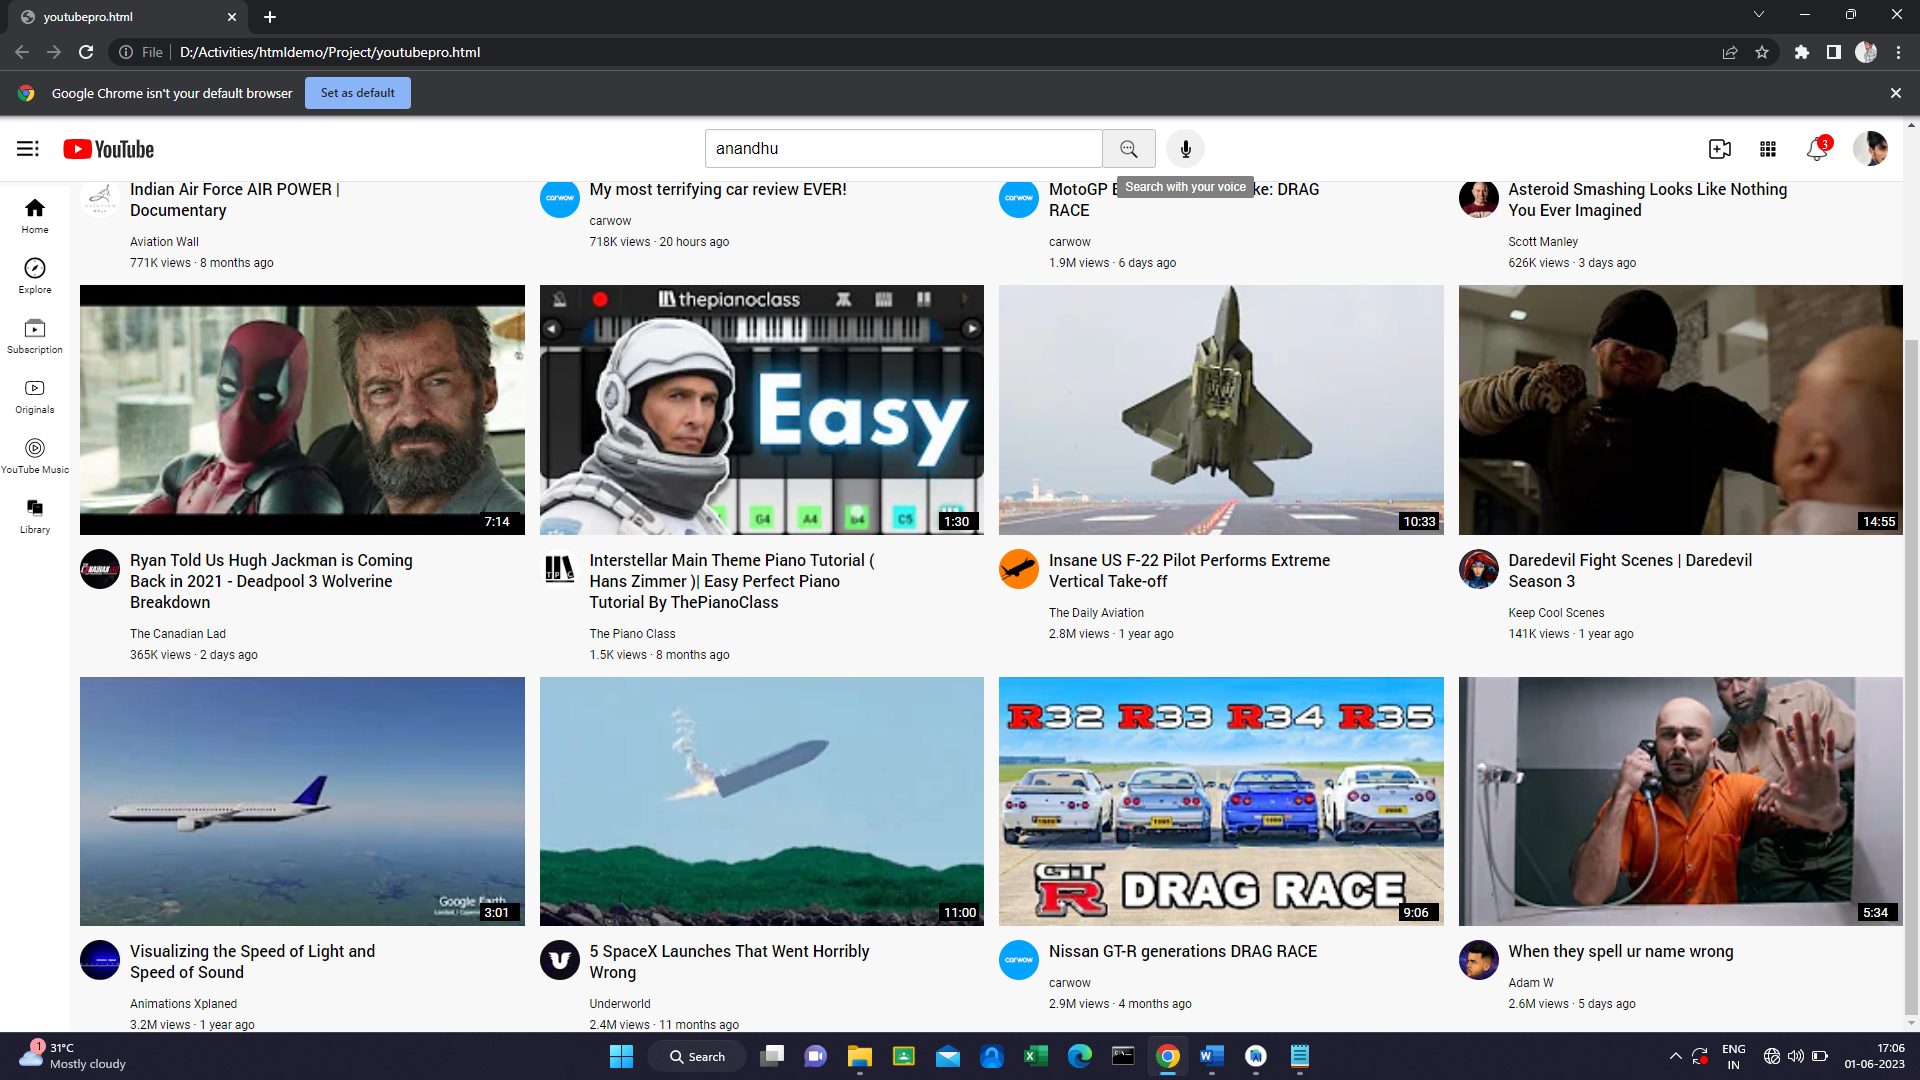 youtubepro.html
File
D:/Activities/htmldemo/Project/youtubepro.html
Google Chrome isn't your default browser
Set as default
YouTube
anandhu
3
Search with your voice
Home
Explore
Subscription
Originals
YouTube Music
Library
Indian Air Force AIR POWER |
Documentary
Aviation Wall
771K views · 8 months ago
carwow
My most terrifying car review EVER!
carwow
718K views · 20 hours ago
carwow
MotoGP
ke: DRAG
RACE
carwow
1.9M views · 6 days ago
Asteroid Smashing Looks Like Nothing
You Ever Imagined
Scott Manley
626K views · 3 days ago
7:14
Ryan Told Us Hugh Jackman is Coming
Back in 2021 - Deadpool 3 Wolverine
Breakdown
The Canadian Lad
365K views · 2 days ago
thepianoclass
Easy
G4
A4
b4
C5
1:30
TPC
Interstellar Main Theme Piano Tutorial (
Hans Zimmer )| Easy Perfect Piano
Tutorial By ThePianoClass
The Piano Class
1.5K views · 8 months ago
10:33
Insane US F-22 Pilot Performs Extreme
Vertical Take-off
The Daily Aviation
2.8M views · 1 year ago
14:55
Daredevil Fight Scenes | Daredevil
Season 3
Keep Cool Scenes
141K views · 1 year ago
Google Earth
3:01
Visualizing the Speed of Light and
Speed of Sound
Animations Xplaned
3.2M views · 1 year ago
11:00
5 SpaceX Launches That Went Horribly
Wrong
Underworld
2.4M views · 11 months ago
R32 R33 R34 R35
GT-R DRAG RACE
9:06
carwow
Nissan GT-R generations DRAG RACE
carwow
2.9M views · 4 months ago
5:34
When they spell ur name wrong
Adam W
2.6M views · 5 days ago
1
31°C
Mostly cloudy
Search
ENG
IN
17:06
01-06-2023